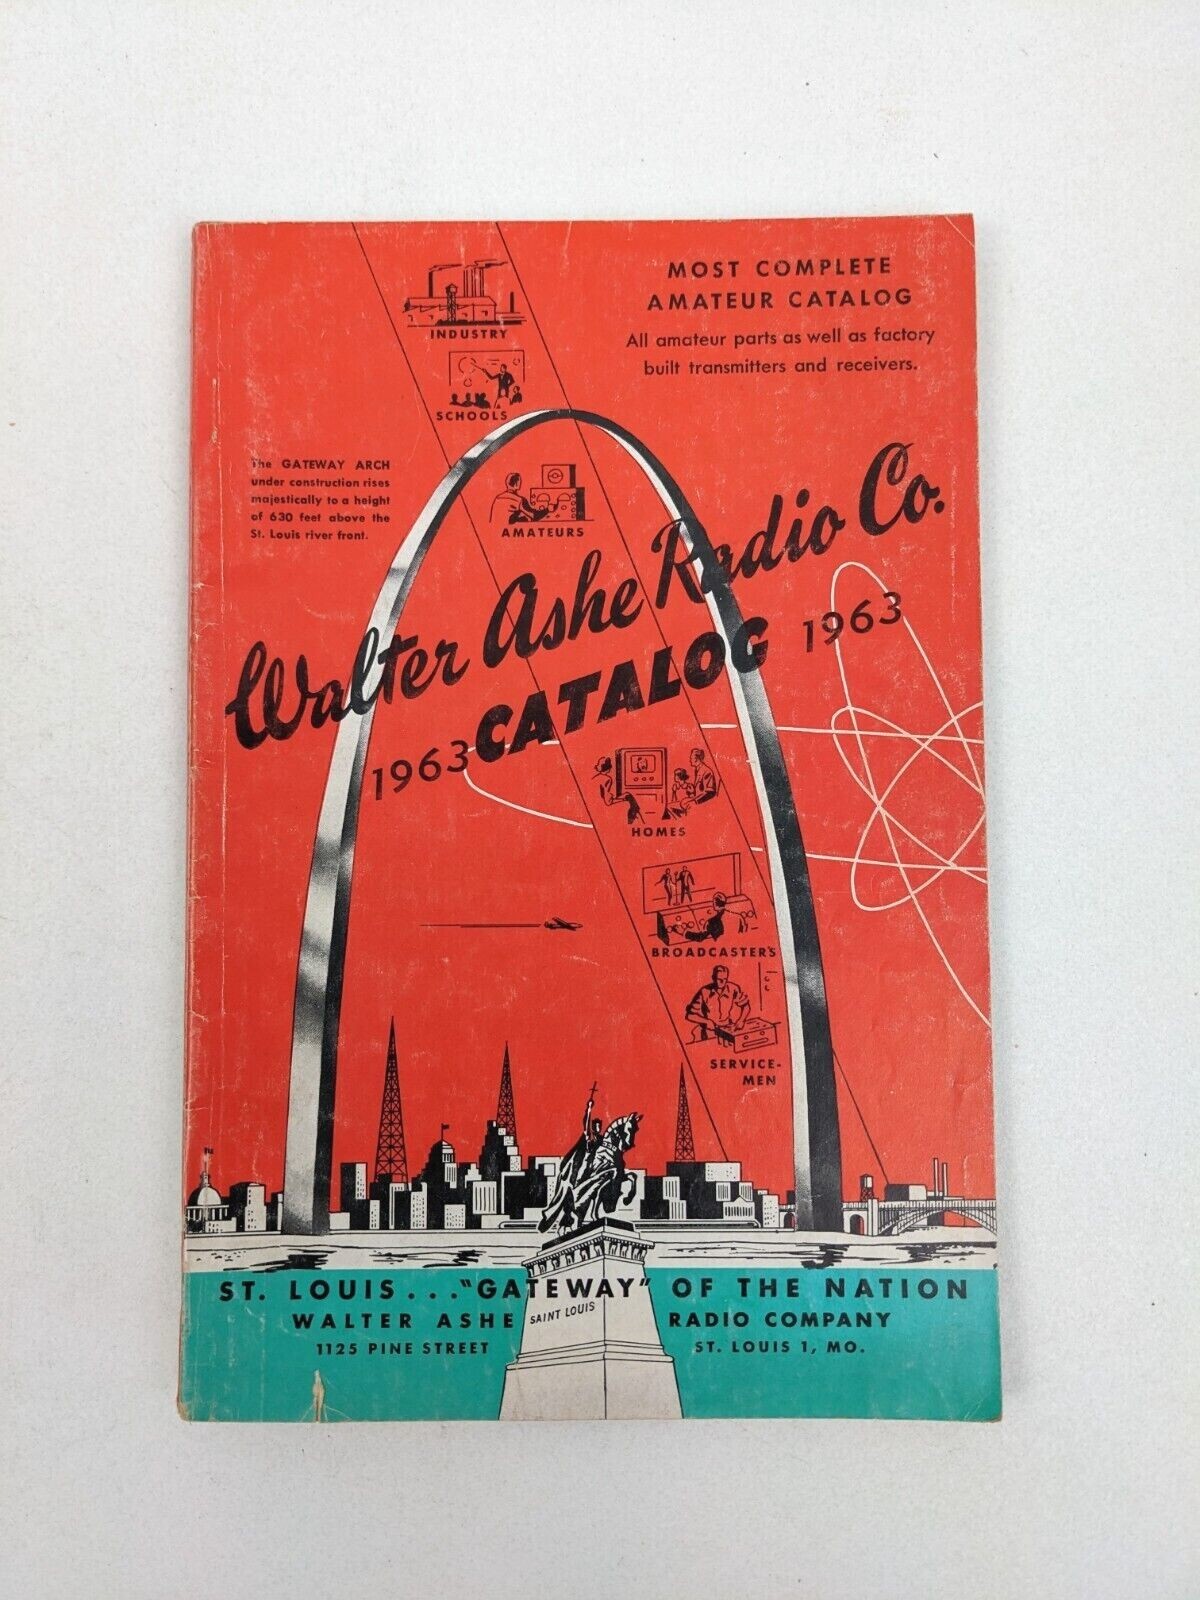 MOST COMPLETE
AMATEUR CATALOG
All amateur parts as well as factory
built transmitters and receivers.
INDUSTRY
SCHOOLS
The GATEWAY ARCH
under construction rises
majestically to a height
of 630 feet above the
St. Louis river front.
AMATEURS
Walter Ashe Radio Co.
1963 CATALOG 1963
HOMES
BROADCASTER'S
SERVICE-
MEN
ST. LOUIS... "GATEWAY" OF THE NATION
WALTER ASHE RADIO COMPANY
SAINT LOUIS
1125 PINE STREET ST. LOUIS 1, MO.